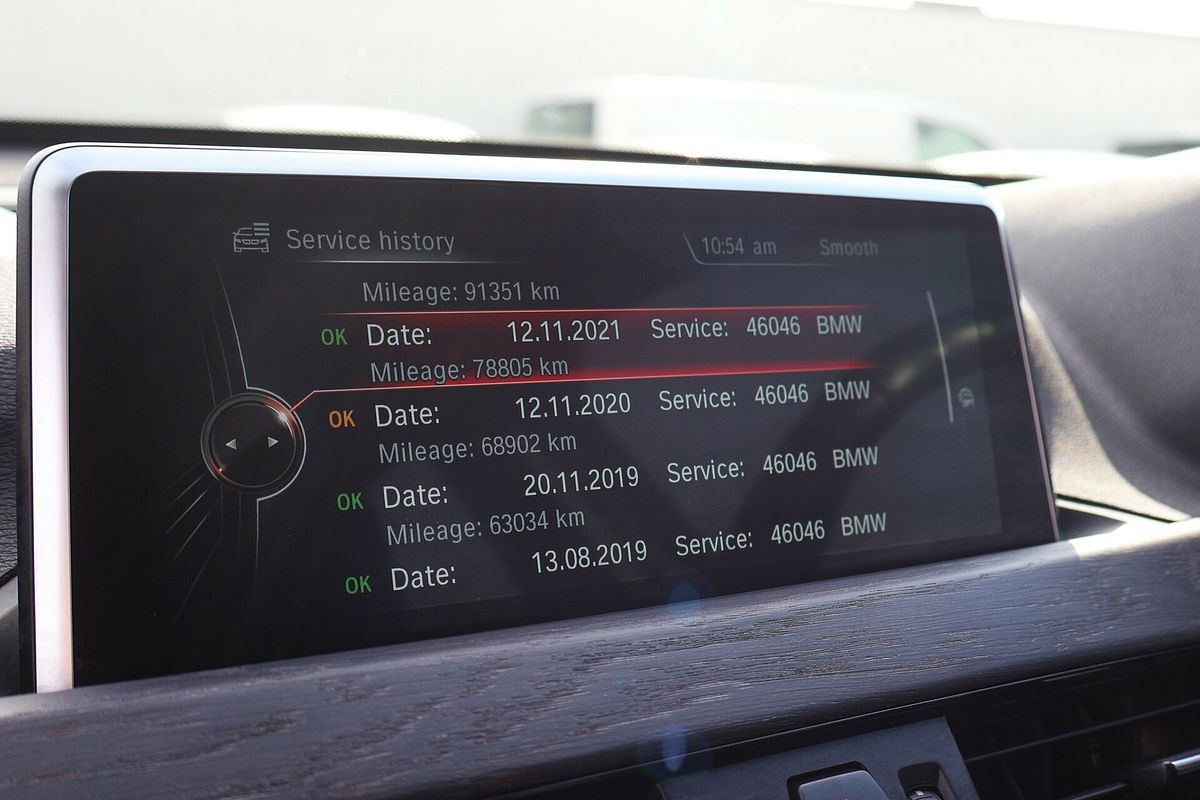 Service history
10:54 am Smooth
Mileage: 91351 km
OK Date: 12.11.2021 Service: 46046 BMW
Mileage: 78805 km
OK Date: 12.11.2020 Service: 46046 BMW
Mileage: 68902 km
OK Date: 20.11.2019 Service: 46046 BMW
Mileage: 63034 km
OK Date: 13.08.2019 Service: 46046 BMW